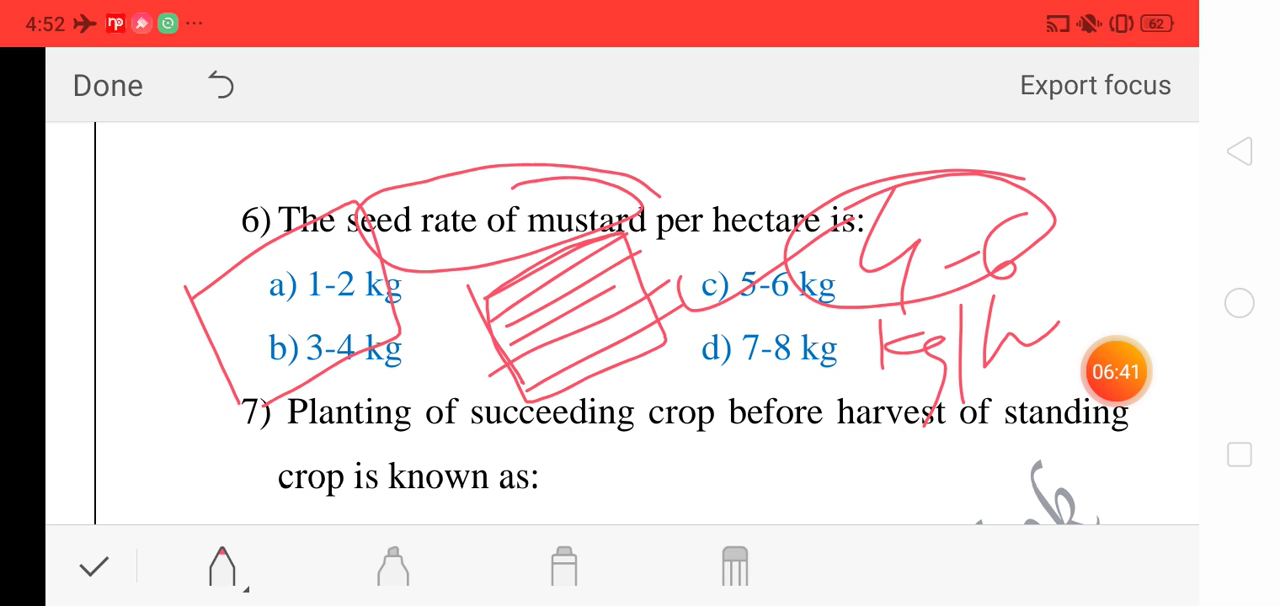 4:52 np ... 62
Done Export focus
6) The seed rate of mustard per hectare is:
4-6
a) 1-2 kg c) 5-6 kg
kg/h
b) 3-4 kg d) 7-8 kg
06:41
7) Planting of succeeding crop before harvest of standing
crop is known as: